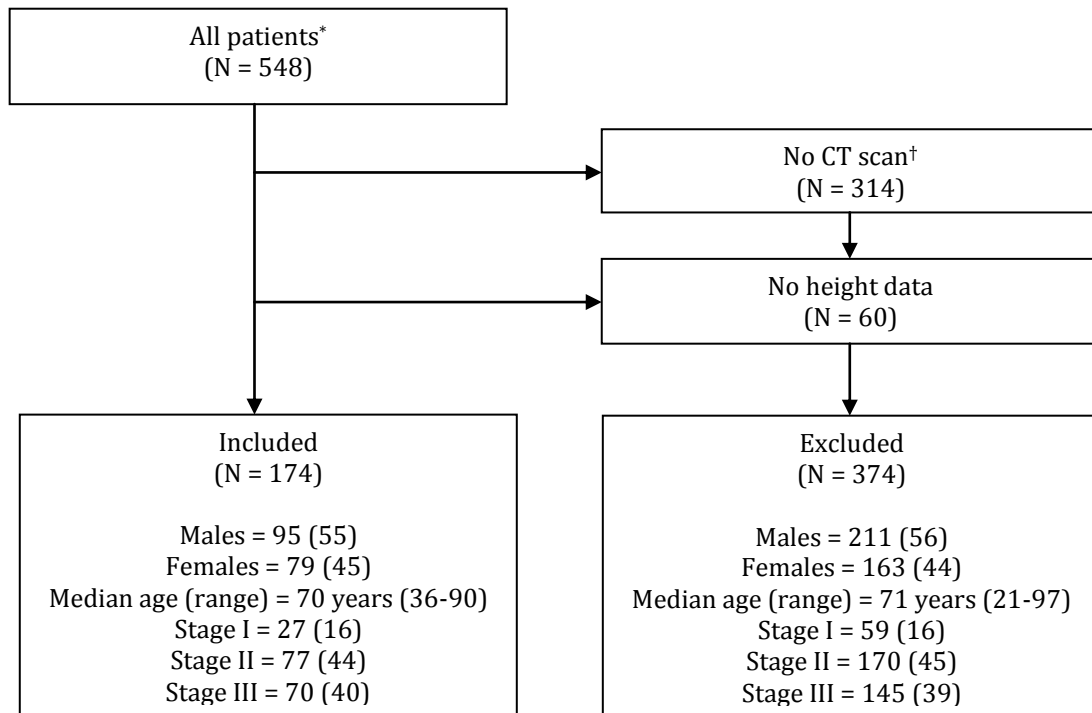 All patients*
(N = 548)
No CT scan†
(N = 314)
No height data
(N = 60)
Included
(N = 174)
Males = 95 (55)
Females = 79 (45)
Median age (range) = 70 years (36-90)
Stage I = 27 (16)
Stage II = 77 (44)
Stage III = 70 (40)
Excluded
(N = 374)
Males = 211 (56)
Females = 163 (44)
Median age (range) = 71 years (21-97)
Stage I = 59 (16)
Stage II = 170 (45)
Stage III = 145 (39)